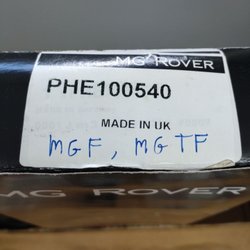 MG ROVER
PHE100540
MADE IN UK
MGF, MGTF
MG ROVER